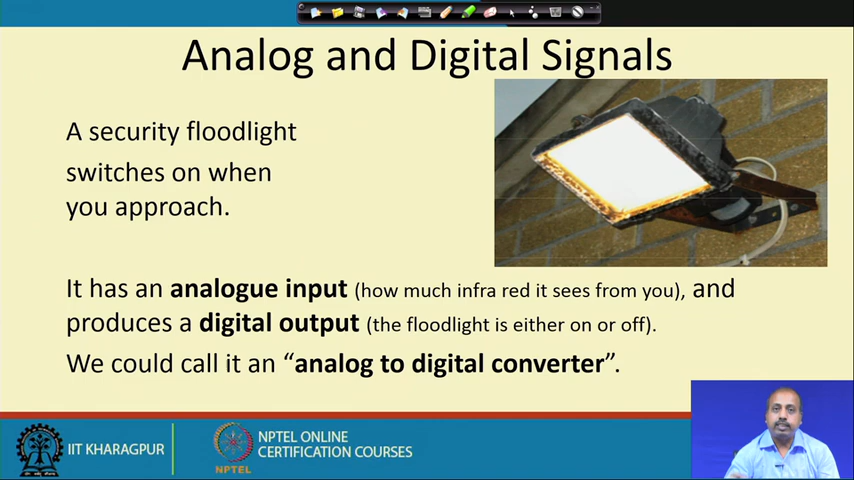 Analog and Digital Signals
A security floodlight
switches on when
you approach.
It has an analogue input (how much infra red it sees from you), and
produces a digital output (the floodlight is either on or off).
We could call it an “analog to digital converter”.
IIT KHARAGPUR
NPTEL
NPTEL ONLINE
CERTIFICATION COURSES